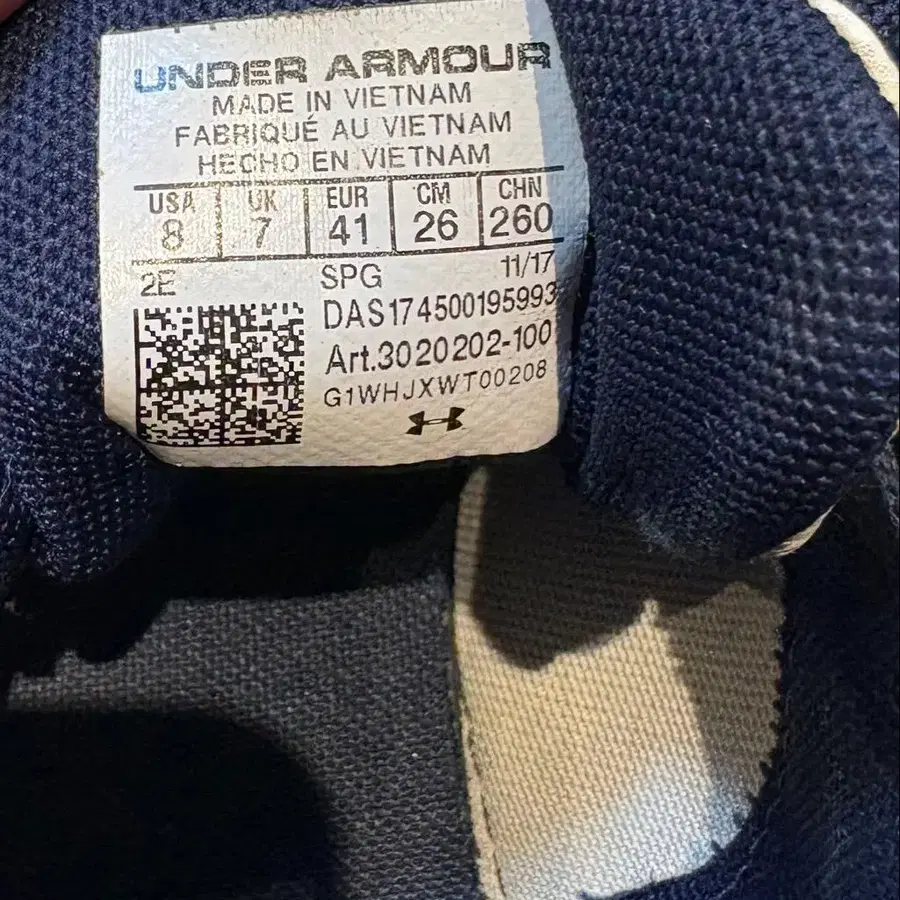 UNDER ARMOUR
MADE IN VIETNAM
FABRIQUÉ AU VIETNAM
HECHO EN VIETNAM
USA UK EUR CM CHN
8 7 41 26 260
2E SPG 11/17
DAS174500195993
Art.3020202-100
G1WHJXWT00208